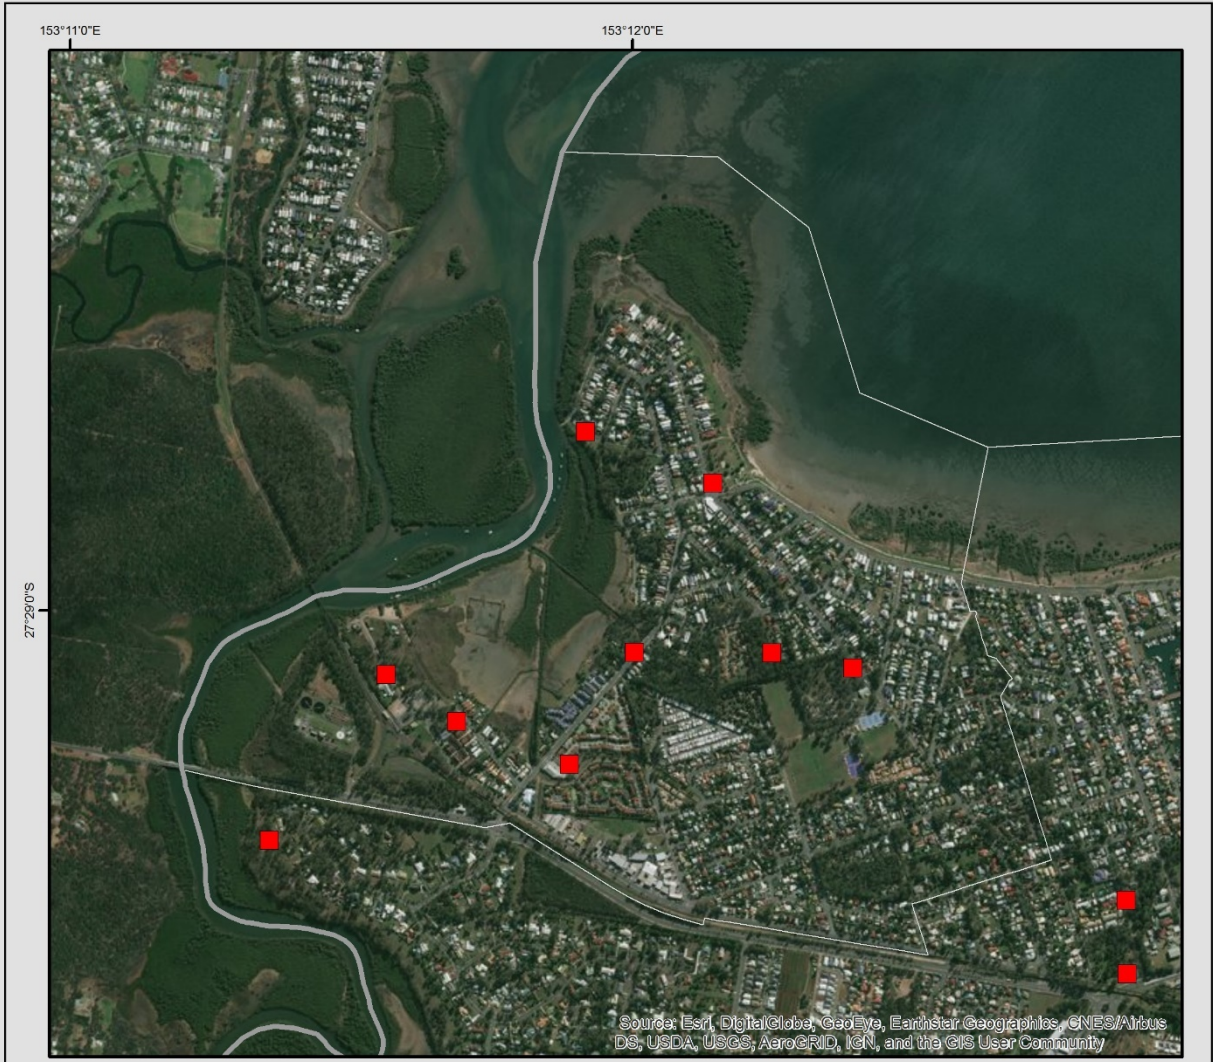 153°11'0"E
153°12'0"E
27°29'0"S
Source: Esri, DigitalGlobe, GeoEye, Earthstar Geographics, CNES/Airbus
DS, USDA, USGS, AeroGRID, IGN, and the GIS User Community